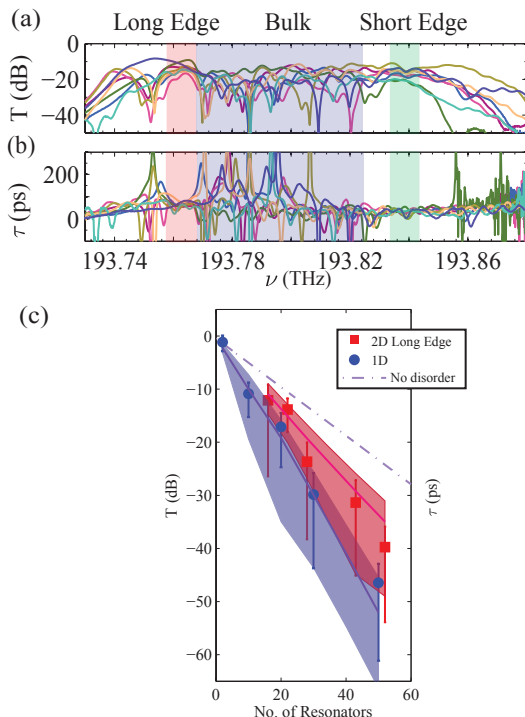 (a) Long Edge Bulk Short Edge
0
−20
−40
T (dB)
(b)
200
0
τ (ps)
193.74 193.78 193.82 193.86
ν (THz)
(c)
0
−10
−20
−30
−40
−50
−60
T (dB)
2D Long Edge
1D
No disorder
τ (ps)
0 20 40 60
No. of Resonators